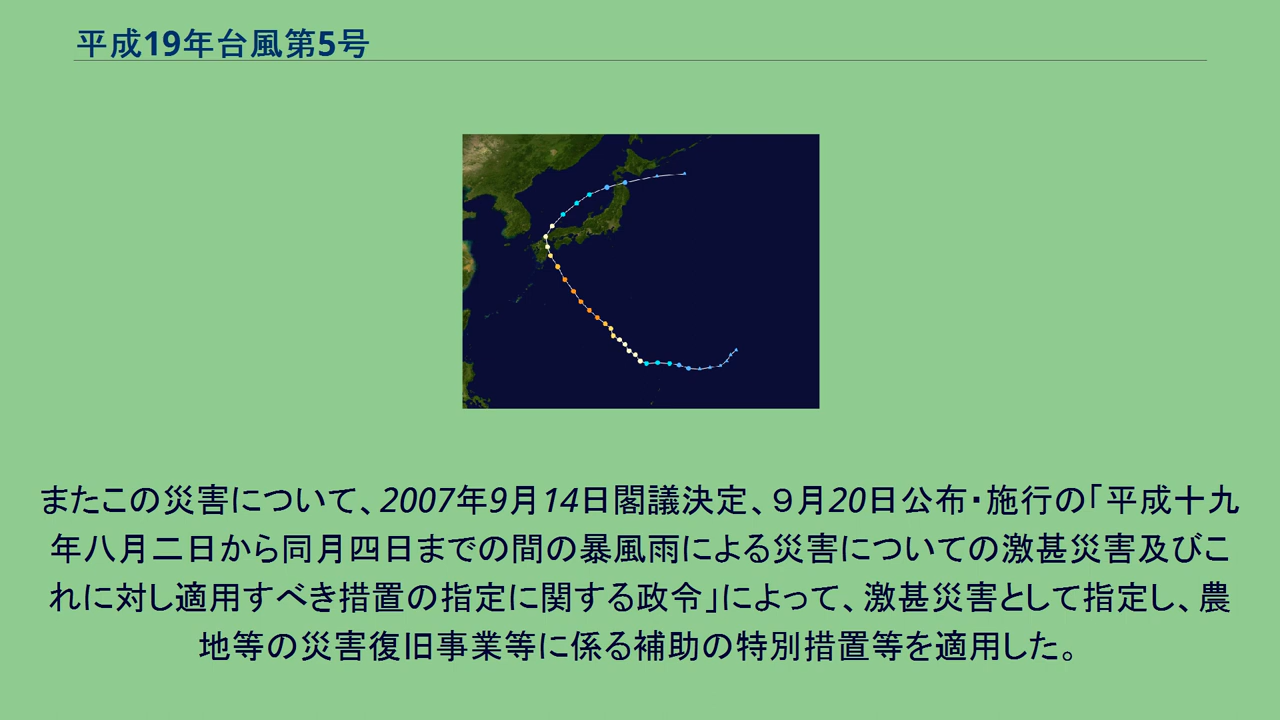 平成19年台風第5号
またこの災害について、2007年9月14日閣議決定、９月20日公布・施行の「平成十九
年八月二日から同月四日までの間の暴風雨による災害についての激甚災害及びこ
れに対し適用すべき措置の指定に関する政令」によって、激甚災害として指定し、農
地等の災害復旧事業等に係る補助の特別措置等を適用した。